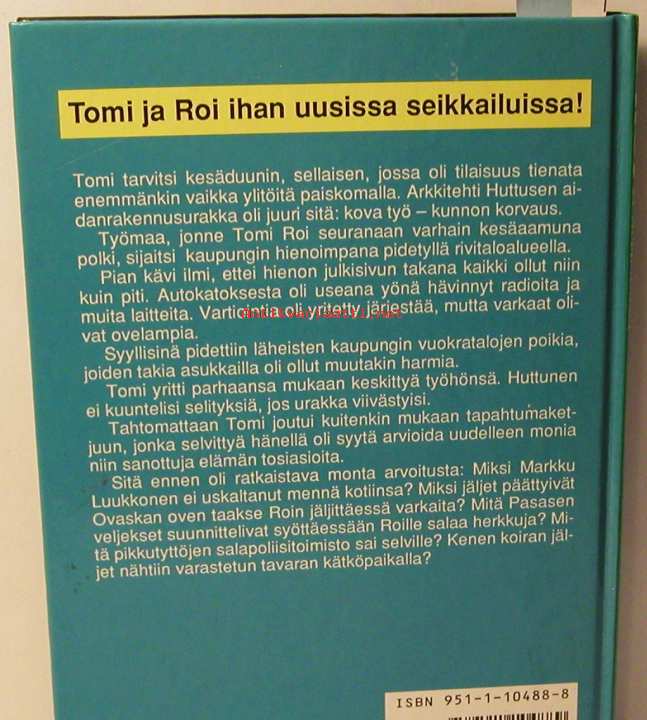 Tomi ja Roi ihan uusissa seikkailuissa!
Tomi tarvitsi kesäduunin, sellaisen, jossa oli tilaisuus tienata
enemmänkin vaikka ylitöitä paiskomalla. Arkkitehti Huttusen ai-
danrakennusurakka oli juuri sitä: kova työ – kunnon korvaus.
Työmaa, jonne Tomi Roi seuranaan varhain kesäaamuna
polki, sijaitsi kaupungin hienoimpana pidetyllä rivitaloalueella.
Pian kävi ilmi, ettei hienon julkisivun takana kaikki ollut niin
kuin piti. Autokatoksesta oli useana yönä hävinnyt radioita ja
muita laitteita. Vartiointia oli yritetty järjestää, mutta varkaat oli-
vat ovelampia.
Syyllisinä pidettiin läheisten kaupungin vuokratalojen poikia,
joiden takia asukkailla oli ollut muutakin harmia.
Tomi yritti parhaansa mukaan keskittyä työhönsä. Huttunen
ei kuuntelisi selityksiä, jos urakka viivästyisi.
Tahtomattaan Tomi joutui kuitenkin mukaan tapahtumaket-
juun, jonka selvittyä hänellä oli syytä arvioida uudelleen monia
niin sanottuja elämän tosiasioita.
Sitä ennen oli ratkaistava monta arvoitusta: Miksi Markku
Luukkonen ei uskaltanut mennä kotiinsa? Miksi jäljet päättyivät
Ovaskan oven taakse Roin jäljittäessä varkaita? Mitä Pasasen
veljekset suunnittelivat syöttäessään Roille salaa herkkuja? Mi-
tä pikkutyttöjen salapoliisitoimisto sai selville? Kenen koiran jäl-
jet nähtiin varastetun tavaran kätköpaikalla?
ISBN 951-1-10488-8